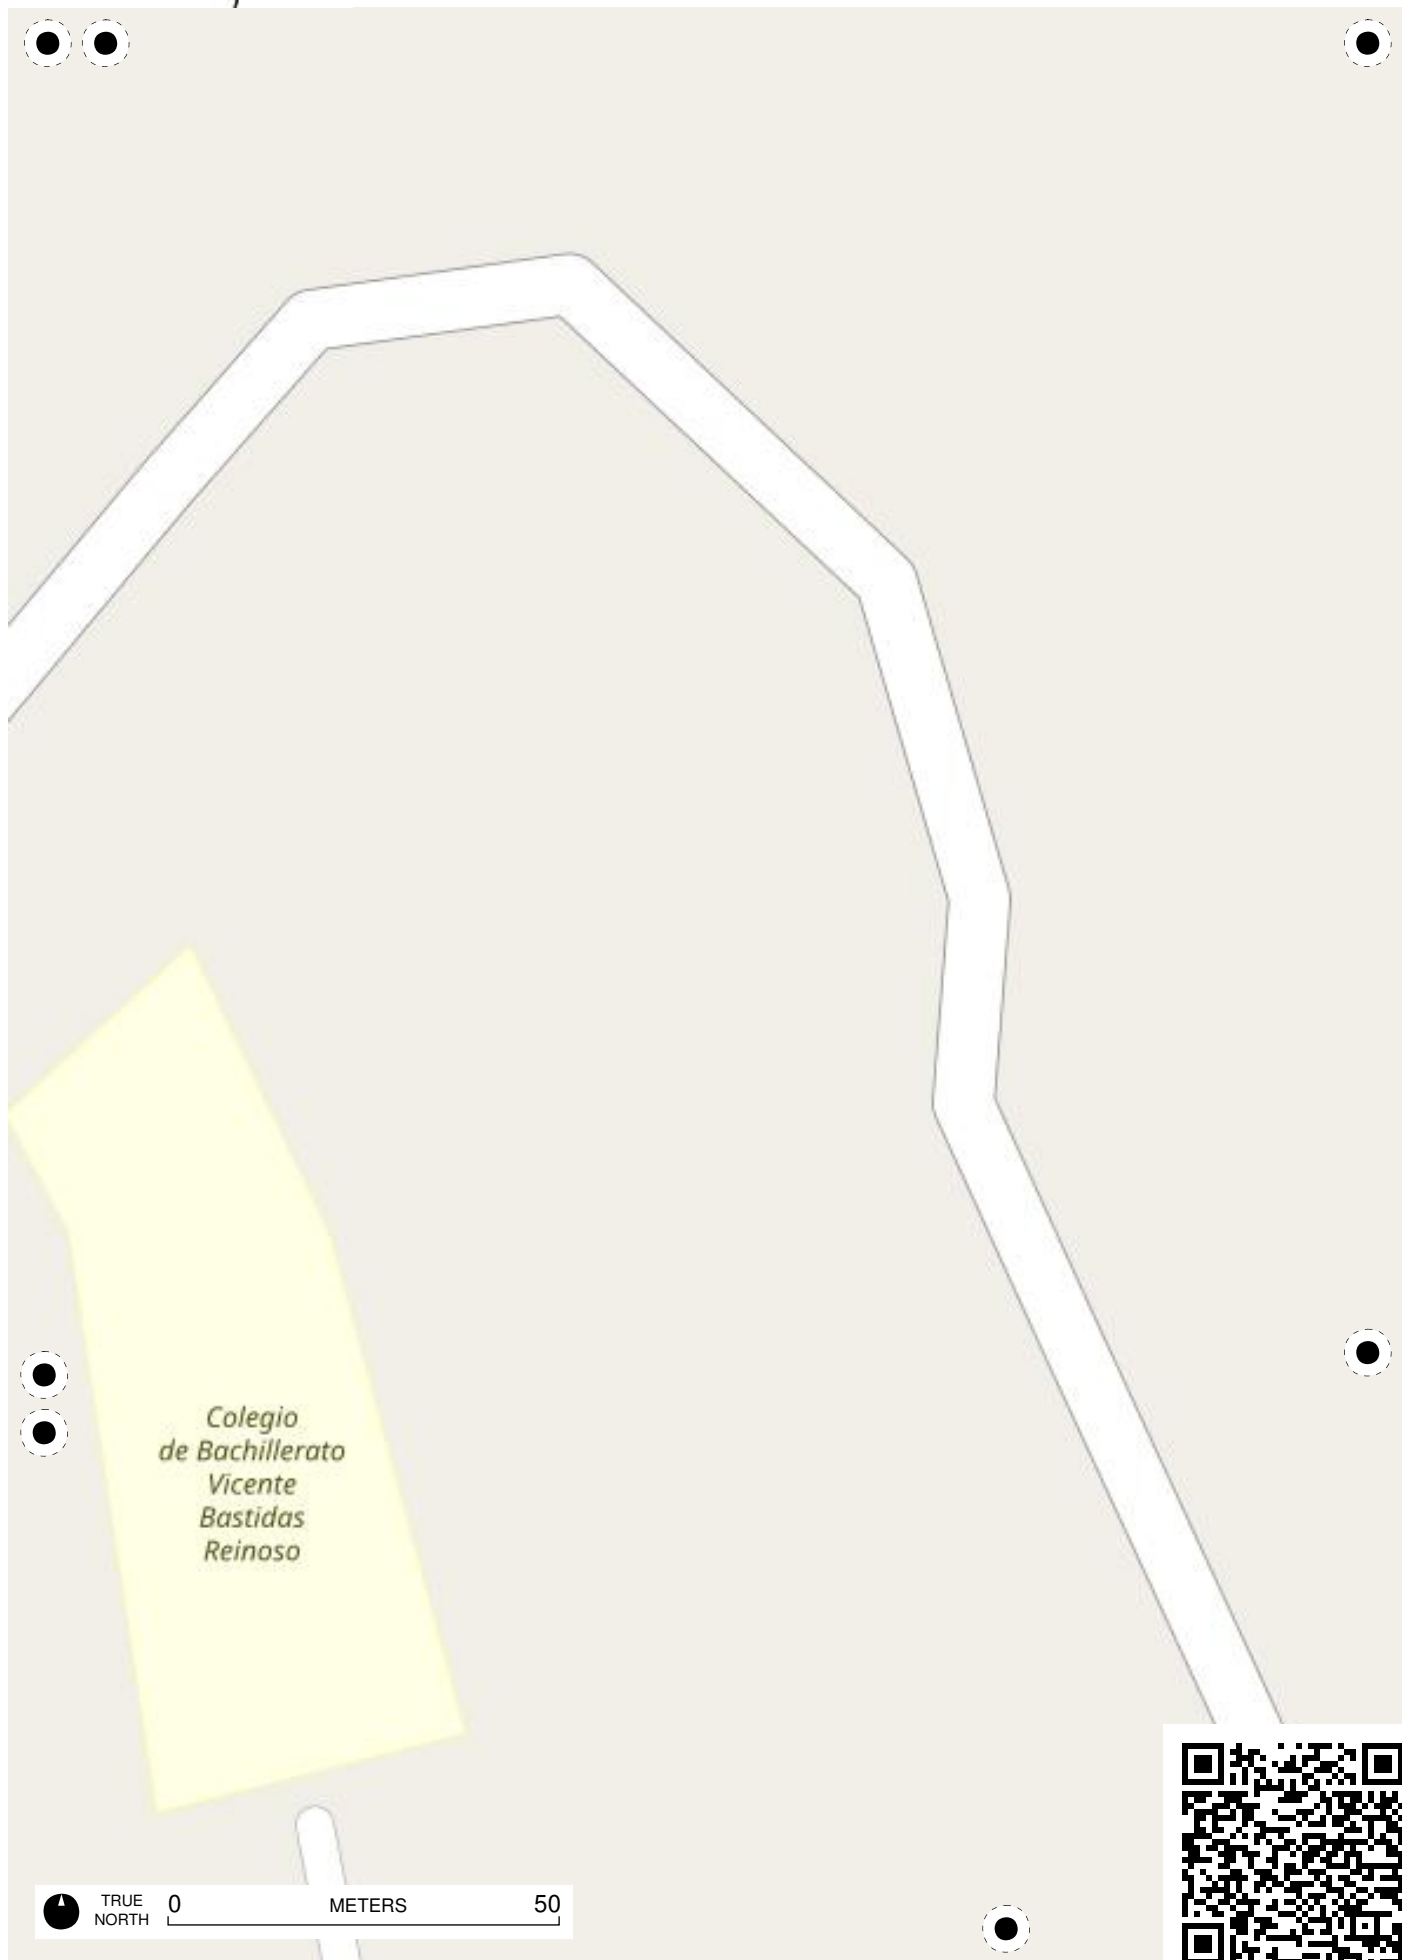 Colegio
de Bachillerato
Vicente
Bastidas
Reinoso
TRUE NORTH
0 METERS 50